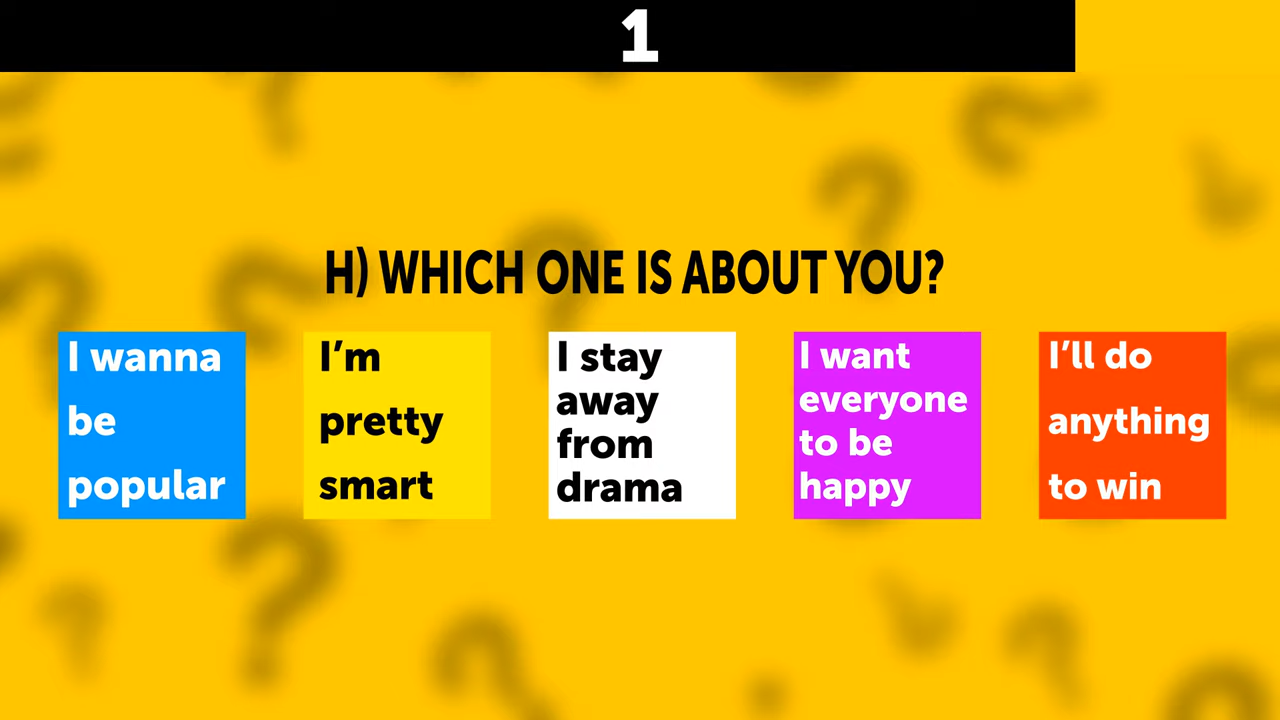 1
H) WHICH ONE IS ABOUT YOU?
I wanna
be
popular
I’m
pretty
smart
I stay
away
from
drama
I want
everyone
to be
happy
I’ll do
anything
to win